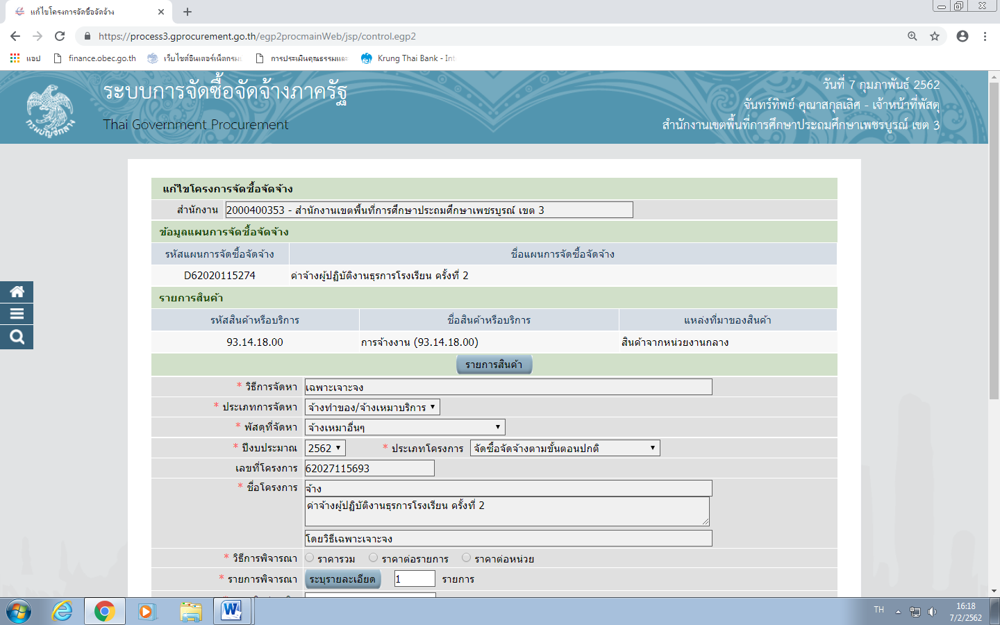 แก้ไขโครงการจัดซื้อจัดจ้าง
https://process3.gprocurement.go.th/egp2procmainWeb/jsp/control.egp2
แอป finance.obec.go.th เว็บไซต์อินเตอร์เน็ตกรม การประเมินคุณธรรมและ Krung Thai Bank - Int
ระบบการจัดซื้อจัดจ้างภาครัฐ
Thai Government Procurement
กรมบัญชีกลาง
วันที่ 7 กุมภาพันธ์ 2562
จันทร์ทิพย์ คุณาสกุลเลิศ - เจ้าหน้าที่พัสดุ
สำนักงานเขตพื้นที่การศึกษาประถมศึกษาเพชรบูรณ์ เขต 3
แก้ไขโครงการจัดซื้อจัดจ้าง
สำนักงาน 2000400353 - สำนักงานเขตพื้นที่การศึกษาประถมศึกษาเพชรบูรณ์ เขต 3
ข้อมูลแผนการจัดซื้อจัดจ้าง
รหัสแผนการจัดซื้อจัดจ้าง ชื่อแผนการจัดซื้อจัดจ้าง
D62020115274 ค่าจ้างผู้ปฏิบัติงานธุรการโรงเรียน ครั้งที่ 2
รายการสินค้า
รหัสสินค้าหรือบริการ ชื่อสินค้าหรือบริการ แหล่งที่มาของสินค้า
93.14.18.00 การจ้างงาน (93.14.18.00) สินค้าจากหน่วยงานกลาง
รายการสินค้า
* วิธีการจัดหา เฉพาะเจาะจง
* ประเภทการจัดหา จ้างทำของ/จ้างเหมาบริการ
* พัสดุที่จัดหา จ้างเหมาอื่นๆ
* ปีงบประมาณ 2562 * ประเภทโครงการ จัดซื้อจัดจ้างตามขั้นตอนปกติ
เลขที่โครงการ 62027115693
* ชื่อโครงการ จ้าง
ค่าจ้างผู้ปฏิบัติงานธุรการโรงเรียน ครั้งที่ 2
โดยวิธีเฉพาะเจาะจง
* วิธีการพิจารณา ราคารวม ราคาต่อรายการ ราคาต่อหน่วย
* รายการพิจารณา ระบุรายละเอียด 1 รายการ
TH 16:18
7/2/2562